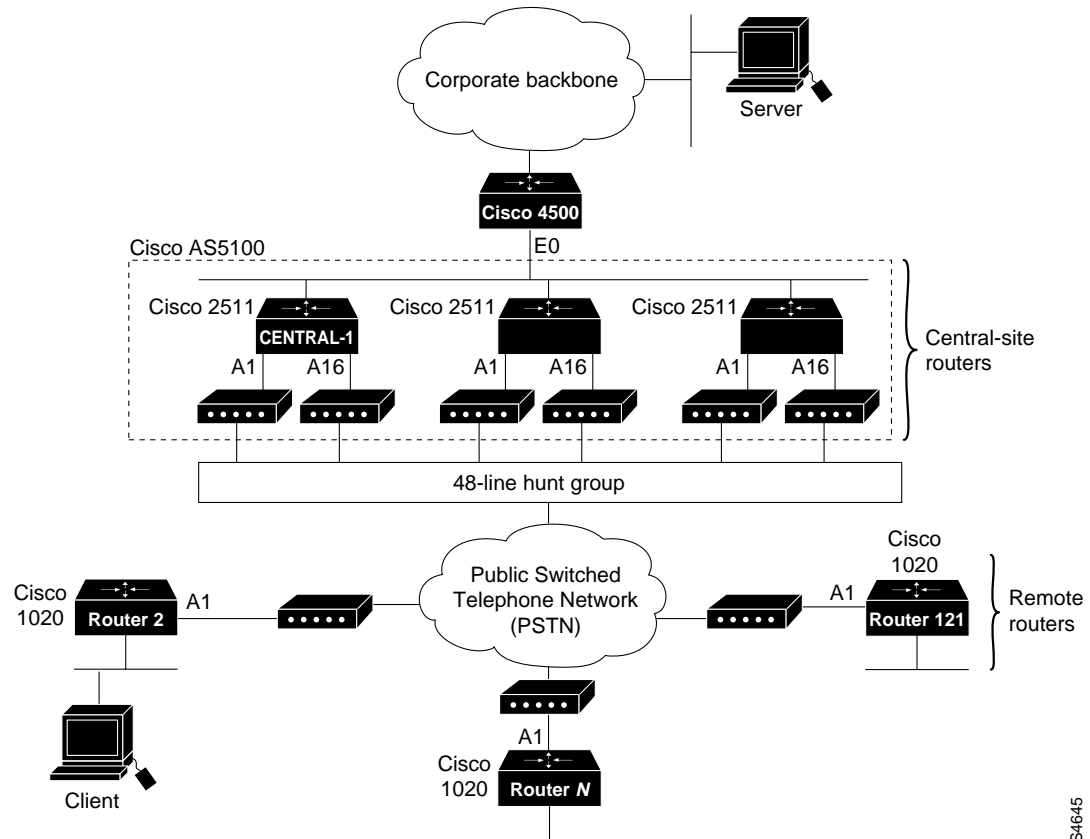 Corporate backbone
Server
Cisco 4500
E0
Cisco AS5100
Cisco 2511
CENTRAL-1
Cisco 2511
Cisco 2511
A1
A16
A1
A16
A1
A16
Central-site
routers
48-line hunt group
Public Switched
Telephone Network
(PSTN)
Cisco
1020
Router 2
A1
Cisco
1020
A1
Router 121
Remote
routers
Client
A1
Cisco
1020
Router N
S4645